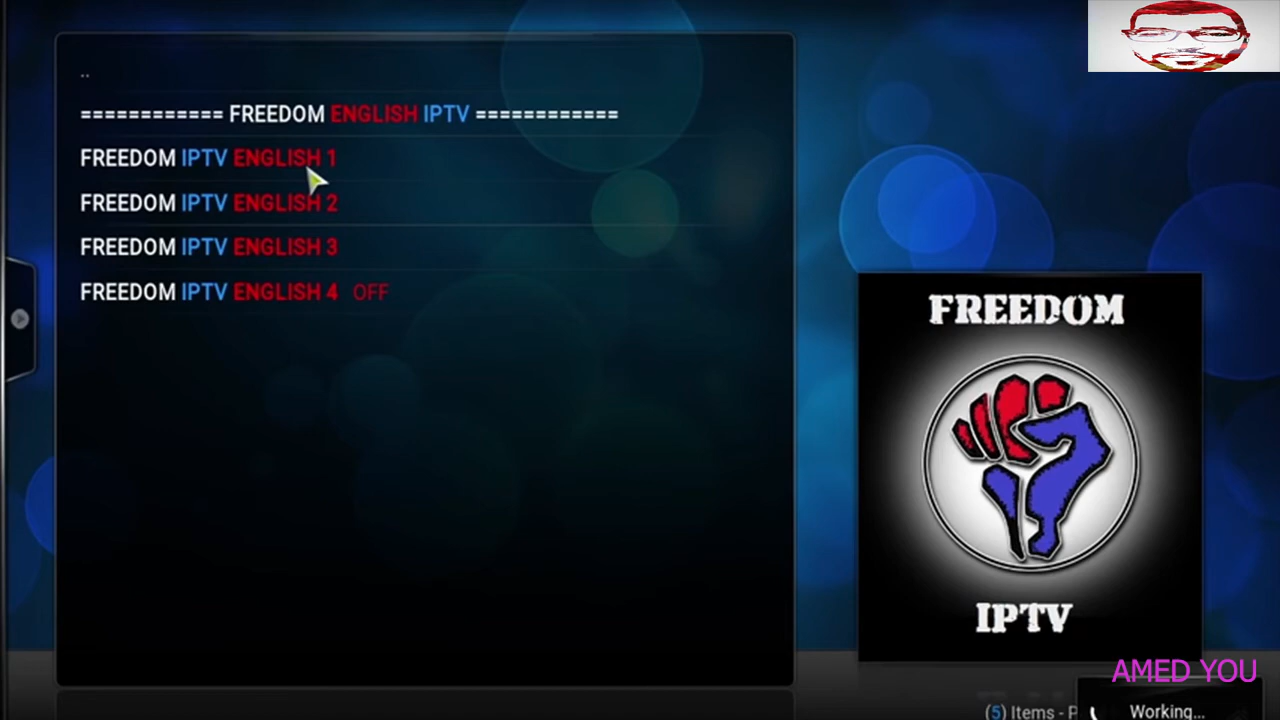 ..
============ FREEDOM ENGLISH IPTV ============
FREEDOM IPTV ENGLISH 1
FREEDOM IPTV ENGLISH 2
FREEDOM IPTV ENGLISH 3
FREEDOM IPTV ENGLISH 4 OFF
FREEDOM
IPTV
AMED YOU
(5) Items - P
Working...